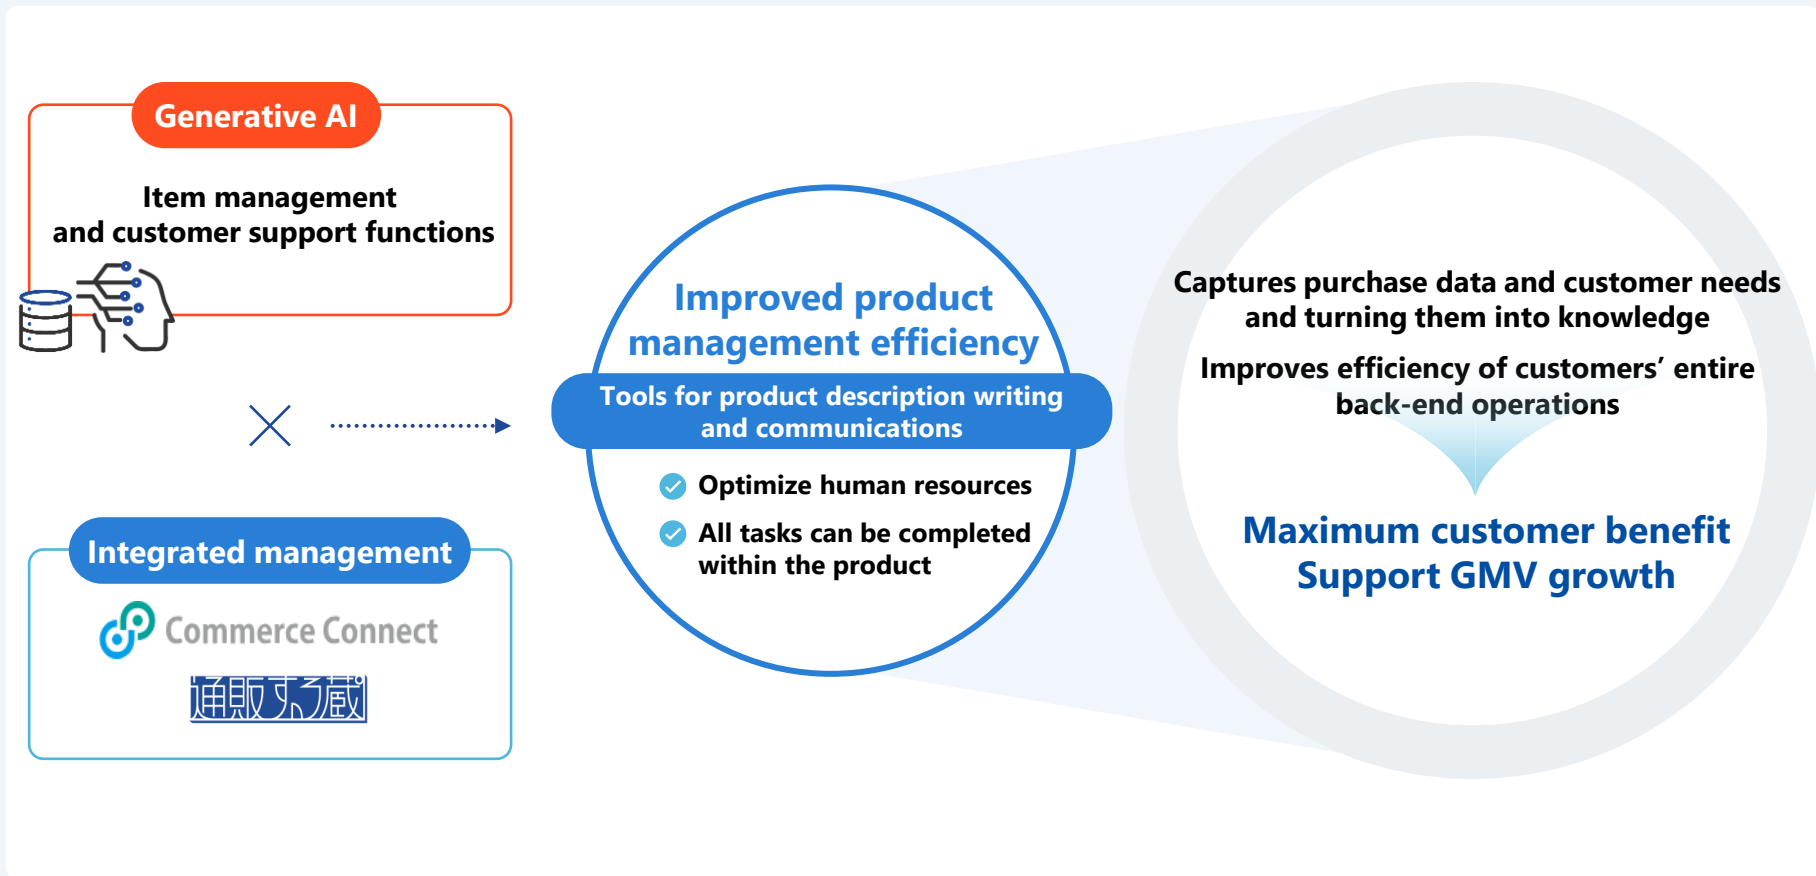 Generative AI
Item management
and customer support functions
Integrated management
Commerce Connect
通販する蔵
Improved product
management efficiency
Tools for product description writing
and communications
Optimize human resources
All tasks can be completed
within the product
Captures purchase data and customer needs
and turning them into knowledge
Improves efficiency of customers’ entire
back-end operations
Maximum customer benefit
Support GMV growth